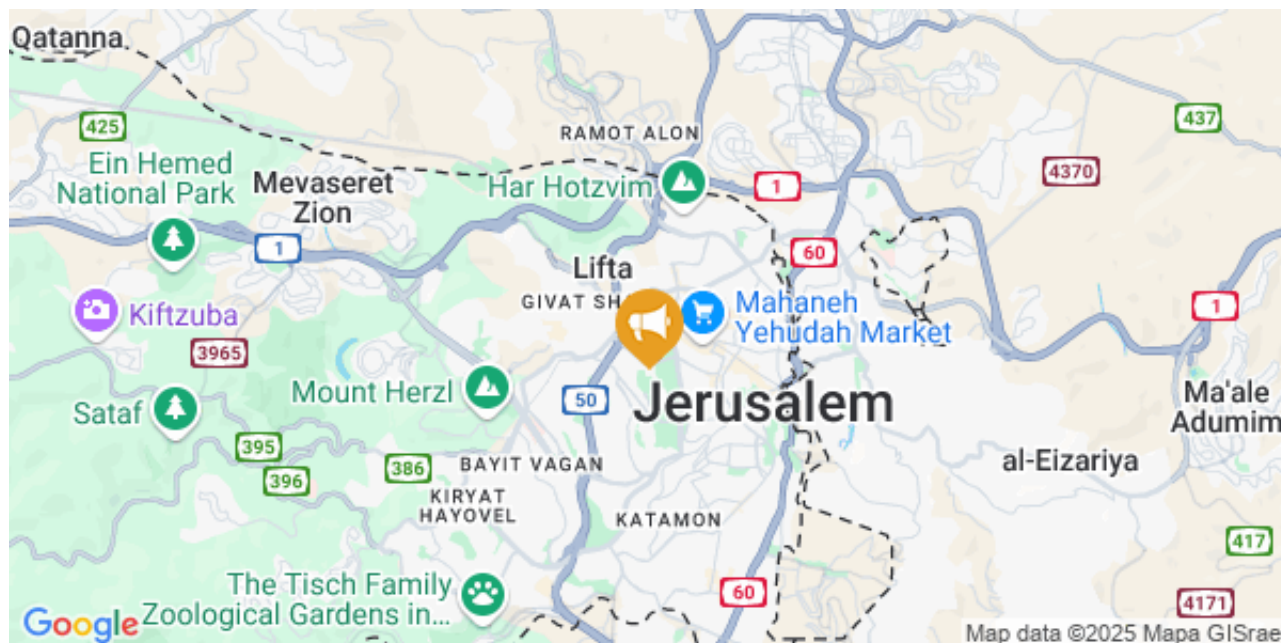 Qatanna
425
437
RAMOT ALON
Ein Hemed
National Park
Mevaseret
Zion
Har Hotzvim
1
4370
1
60
Lifta
GIVAT SHA
Kiftzuba
Mahaneh
Yehudah Market
1
3965
Mount Herzl
50
Jerusalem
Ma'ale
Adumim
Sataf
395
396
386
BAYIT VAGAN
al-Eizariya
KIRYAT
HAYOVEL
KATAMON
417
The Tisch Family
Zoological Gardens in...
60
4171
Google
Map data ©2025 Mapa GISrae